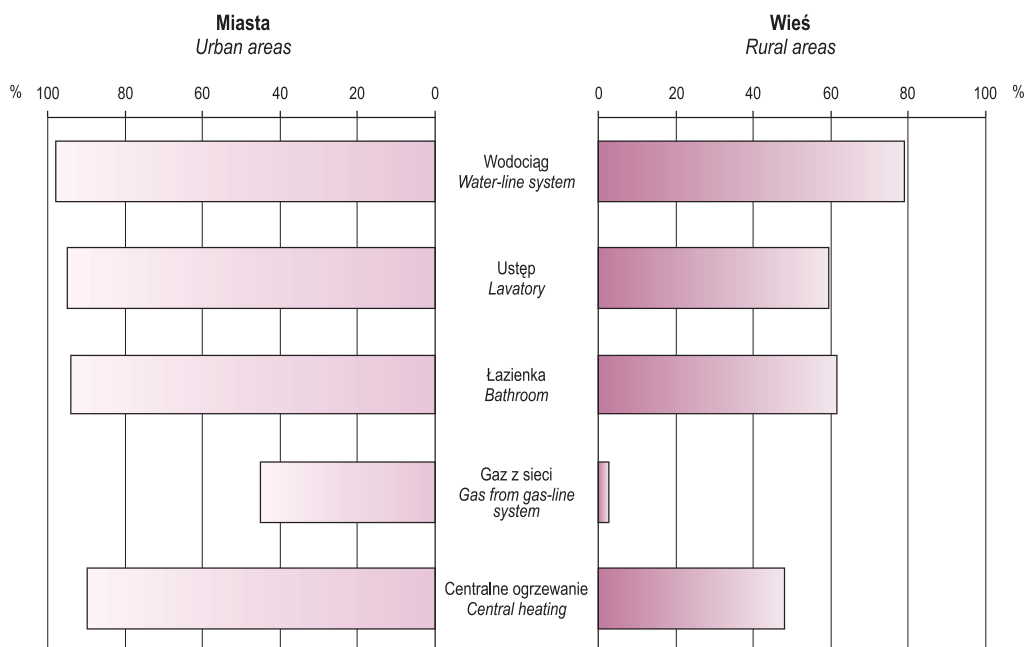 Miasta
Urban areas
Wieś
Rural areas
% 100 80 60 40 20 0
0 20 40 60 80 100 %
Wodociąg
Water-line system
Ustęp
Lavatory
Łazienka
Bathroom
Gaz z sieci
Gas from gas-line
system
Centralne ogrzewanie
Central heating